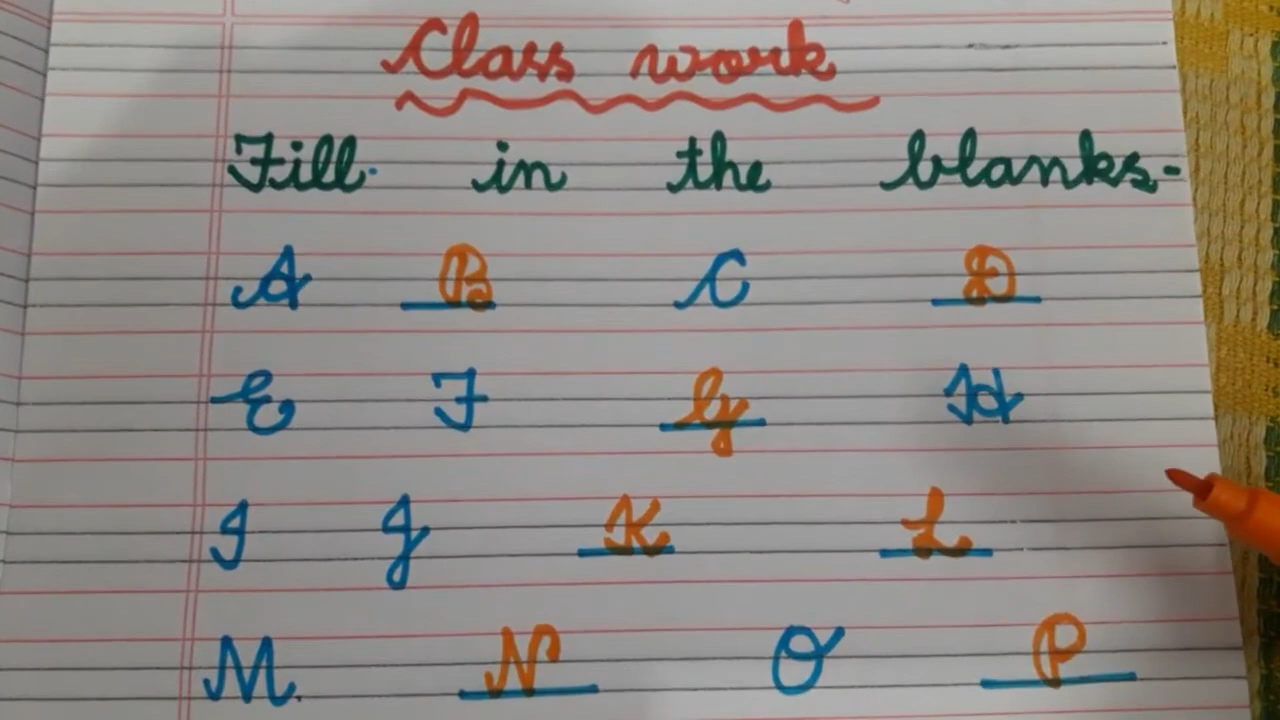 Class work
Fill in the blanks-
A B C D
E F G H
I J K L
M N O P